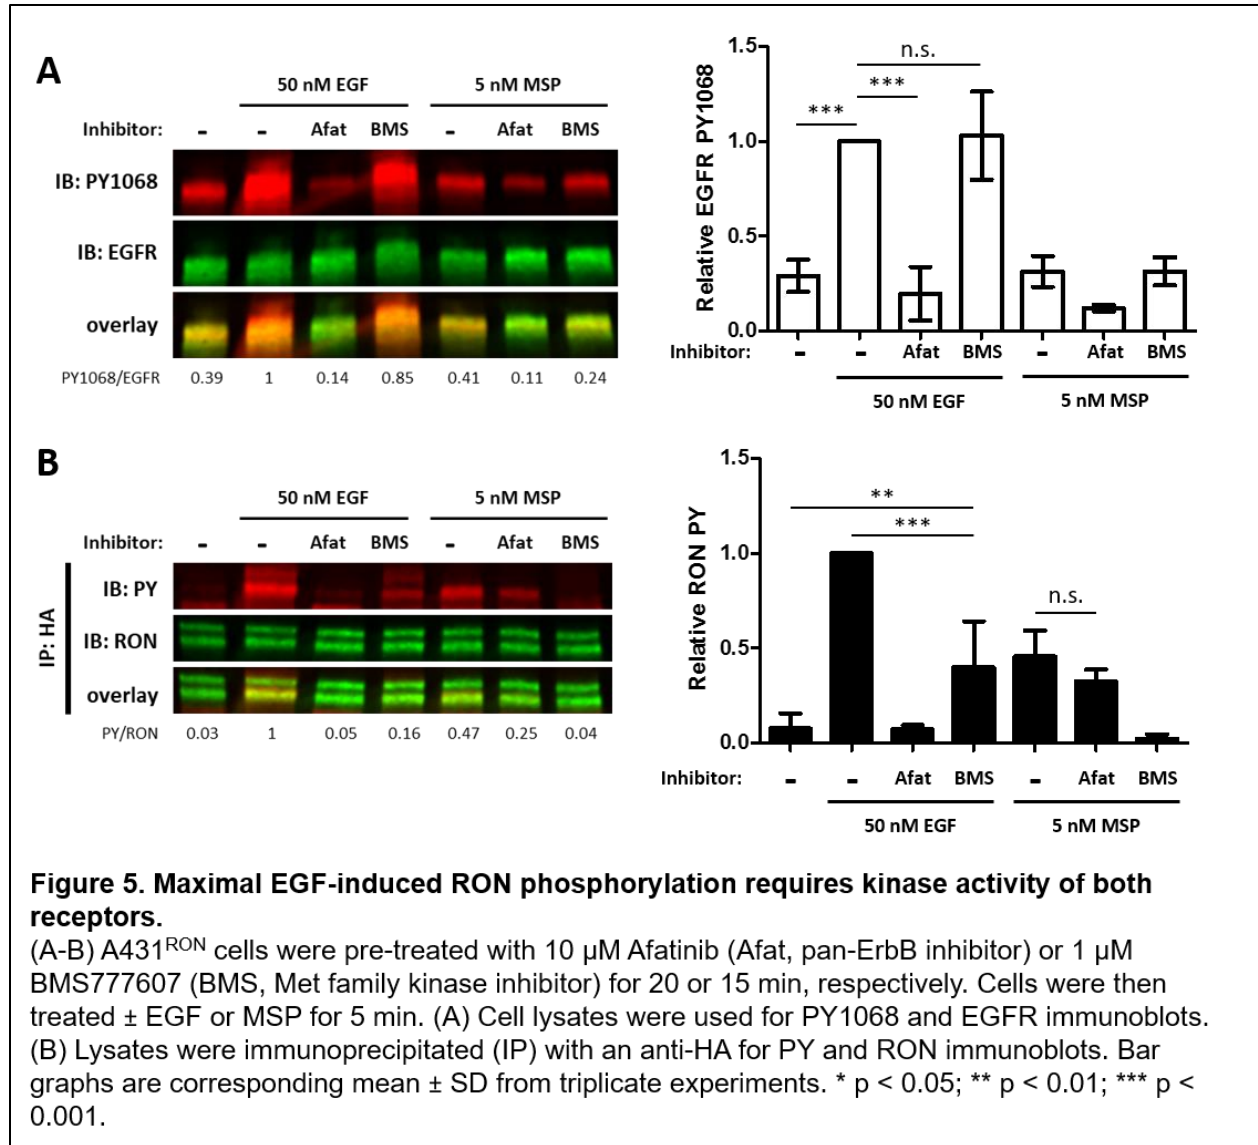 A
50 nM EGF 5 nM MSP
Inhibitor: - - Afat BMS - Afat BMS
IB: PY1068
IB: EGFR
overlay
PY1068/EGFR 0.39 1 0.14 0.85 0.41 0.11 0.24
Relative EGFR PY1068
1.5
1.0
0.5
0.0
n.s.
***
***
Inhibitor: - - Afat BMS - Afat BMS
50 nM EGF 5 nM MSP
B
50 nM EGF 5 nM MSP
Inhibitor: - - Afat BMS - Afat BMS
IP: HA
IB: PY
IB: RON
overlay
PY/RON 0.03 1 0.05 0.16 0.47 0.25 0.04
Relative RON PY
1.5
1.0
0.5
0.0
**
***
n.s.
Inhibitor: - - Afat BMS - Afat BMS
50 nM EGF 5 nM MSP
Figure 5. Maximal EGF-induced RON phosphorylation requires kinase activity of both
receptors.
(A-B) A431RON cells were pre-treated with 10 µM Afatinib (Afat, pan-ErbB inhibitor) or 1 µM
BMS777607 (BMS, Met family kinase inhibitor) for 20 or 15 min, respectively. Cells were then
treated ± EGF or MSP for 5 min. (A) Cell lysates were used for PY1068 and EGFR immunoblots.
(B) Lysates were immunoprecipitated (IP) with an anti-HA for PY and RON immunoblots. Bar
graphs are corresponding mean ± SD from triplicate experiments. * p < 0.05; ** p < 0.01; *** p <
0.001.